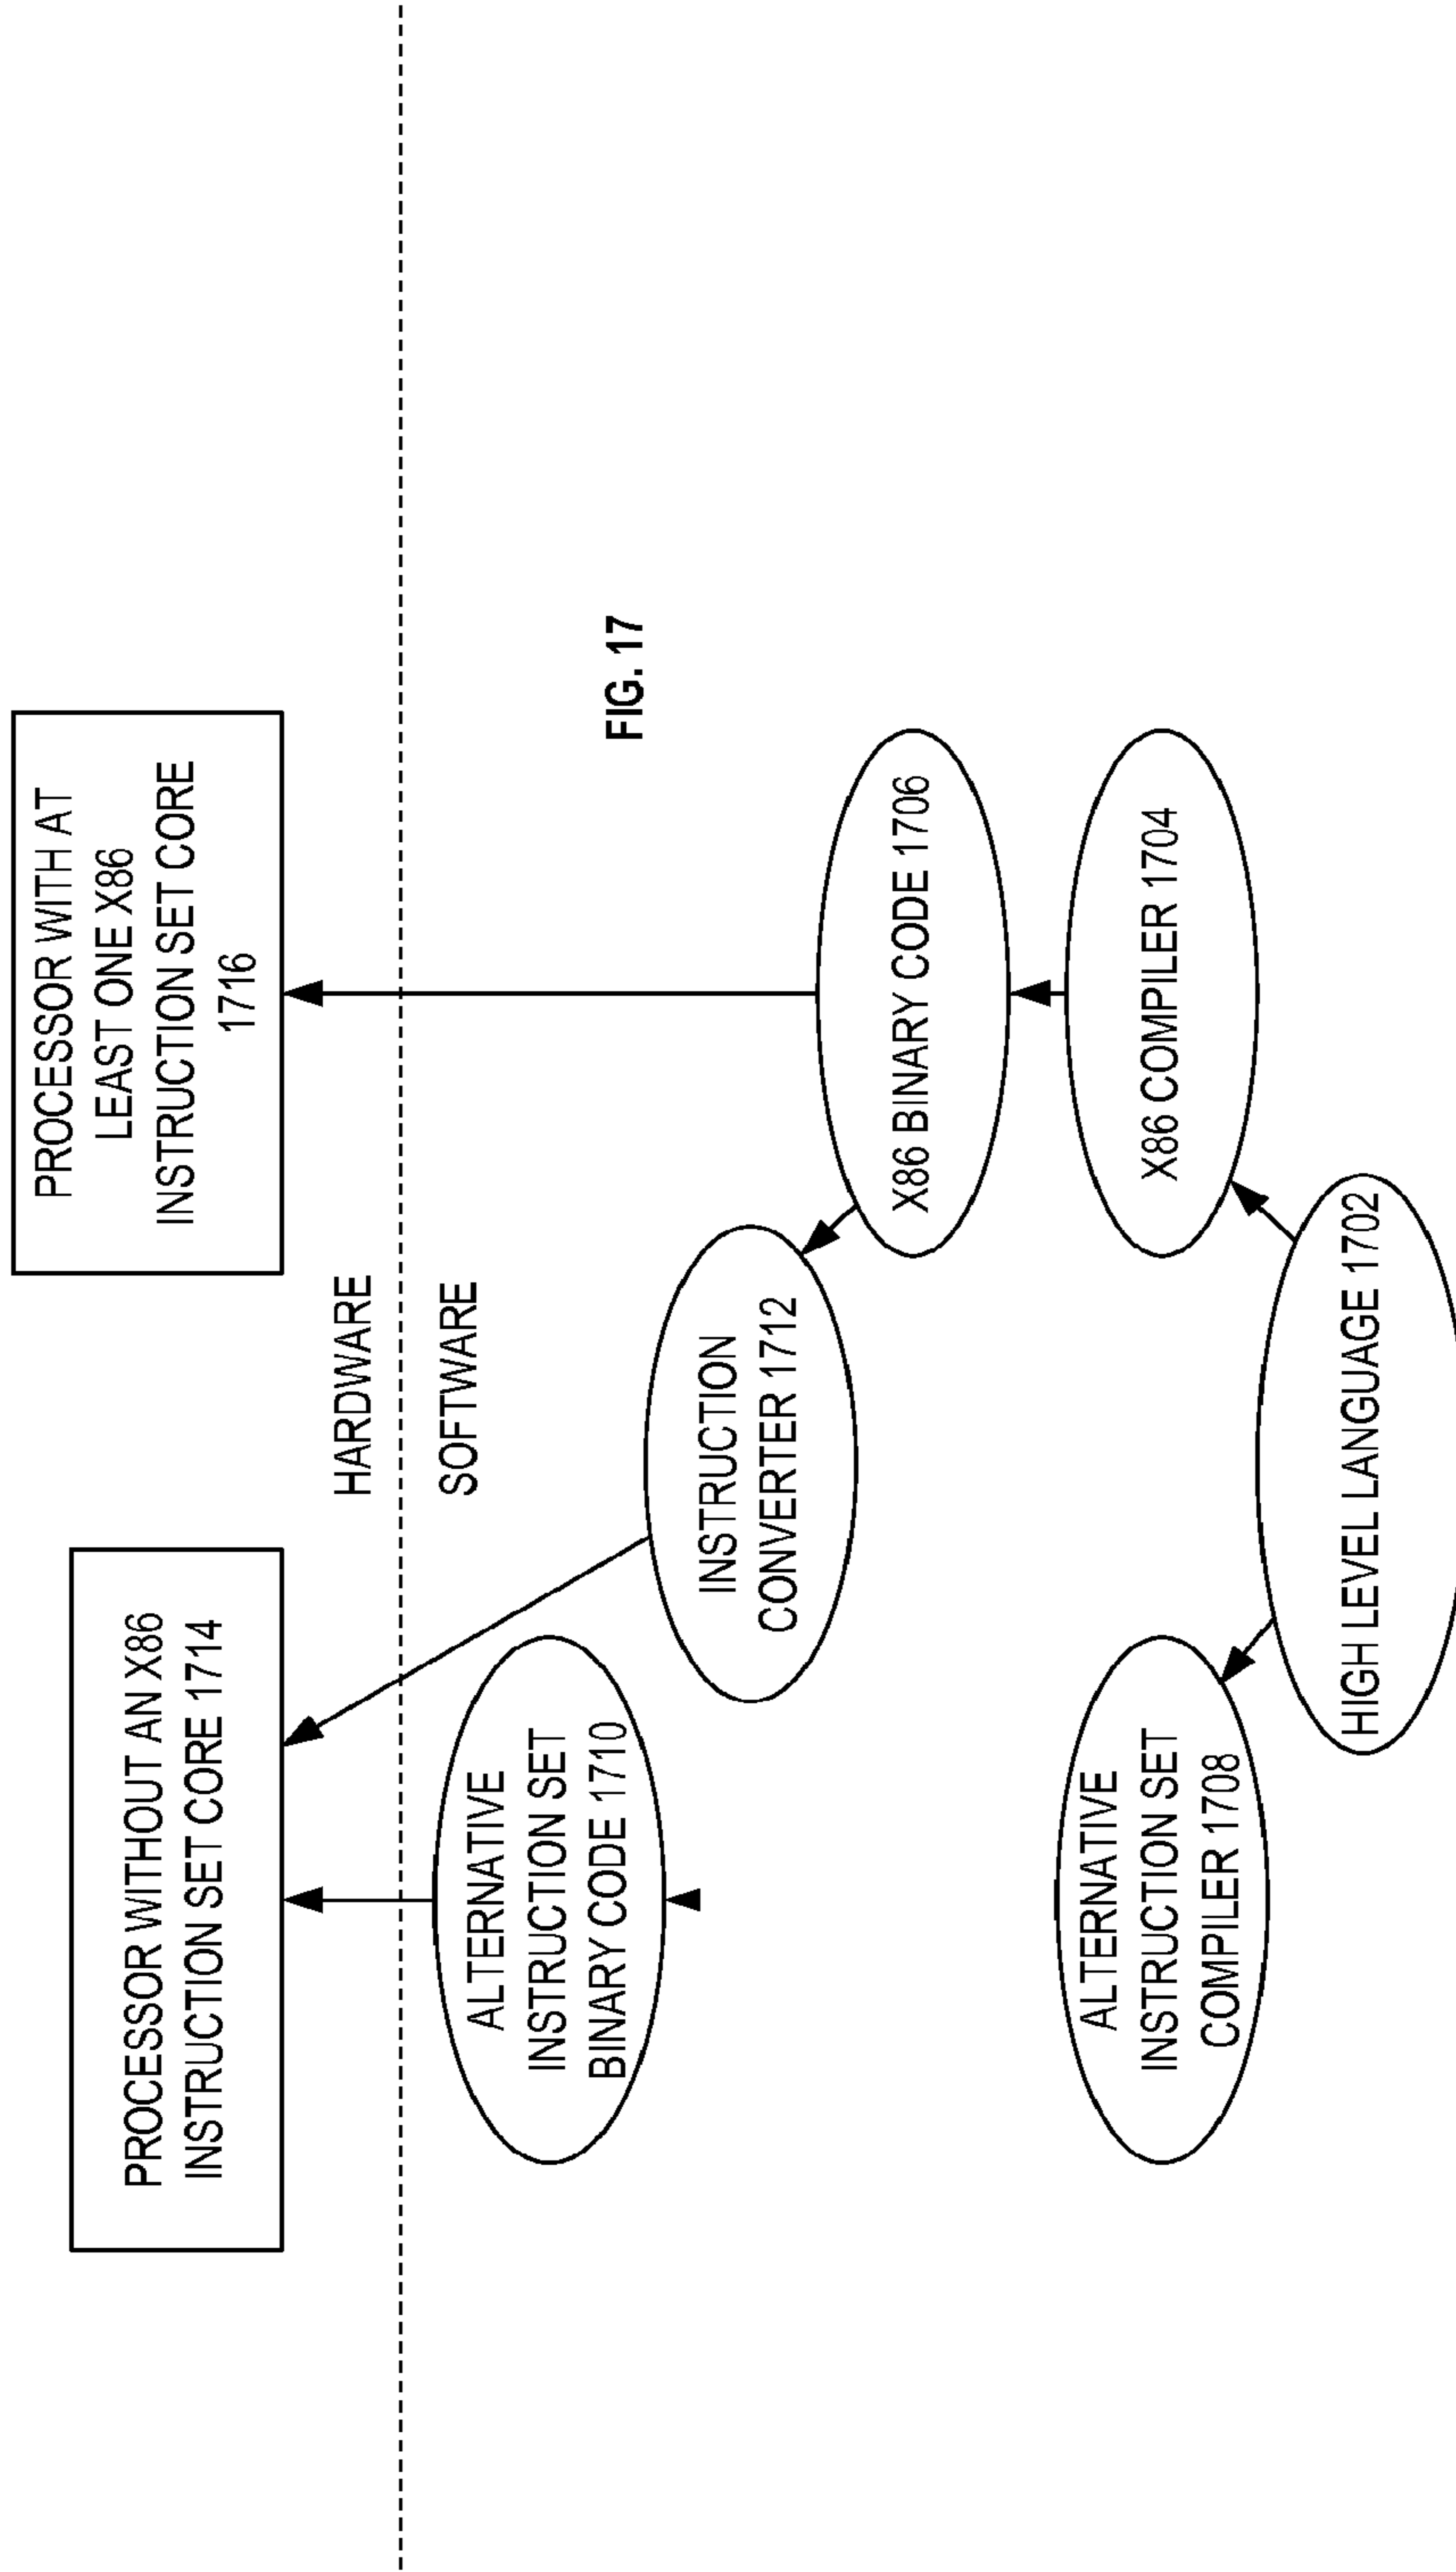 PROCESSOR WITHOUT AN X86
INSTRUCTION SET CORE 1714
PROCESSOR WITH AT
LEAST ONE X86
INSTRUCTION SET CORE
1716
HARDWARE
SOFTWARE
ALTERNATIVE
INSTRUCTION SET
BINARY CODE 1710
INSTRUCTION
CONVERTER 1712
FIG. 17
X86 BINARY CODE 1706
ALTERNATIVE
INSTRUCTION SET
COMPILER 1708
X86 COMPILER 1704
HIGH LEVEL LANGUAGE 1702